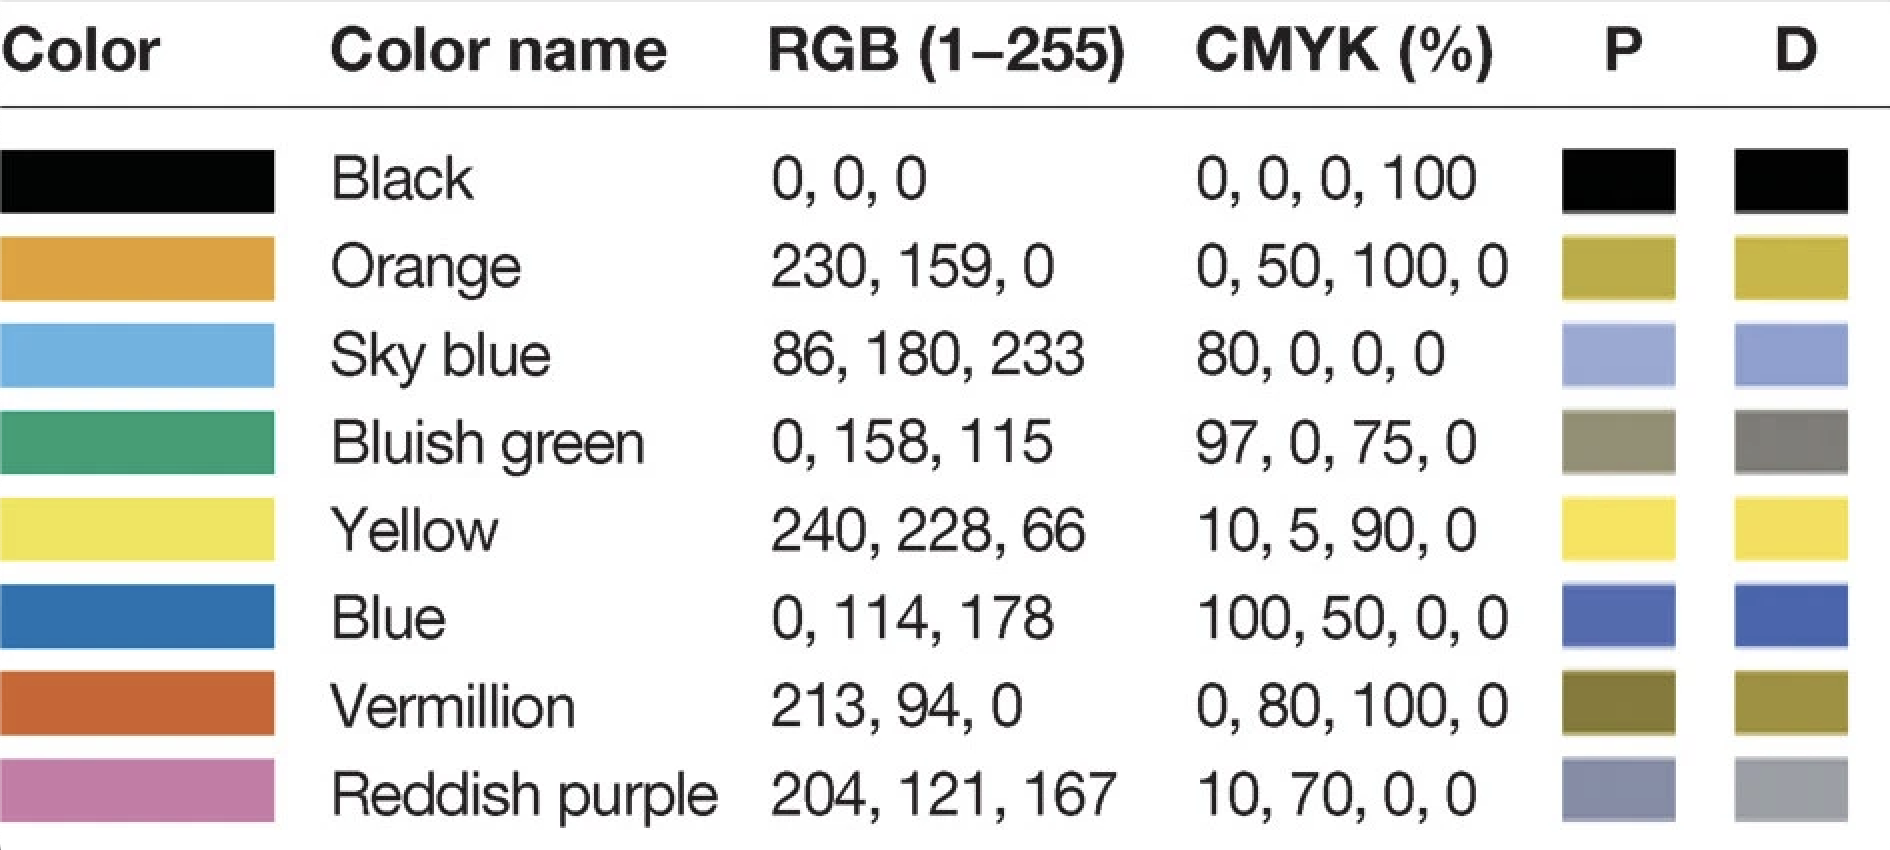 Color Color name RGB (1–255) CMYK (%) P D
Black 0, 0, 0 0, 0, 0, 100
Orange 230, 159, 0 0, 50, 100, 0
Sky blue 86, 180, 233 80, 0, 0, 0
Bluish green 0, 158, 115 97, 0, 75, 0
Yellow 240, 228, 66 10, 5, 90, 0
Blue 0, 114, 178 100, 50, 0, 0
Vermillion 213, 94, 0 0, 80, 100, 0
Reddish purple 204, 121, 167 10, 70, 0, 0